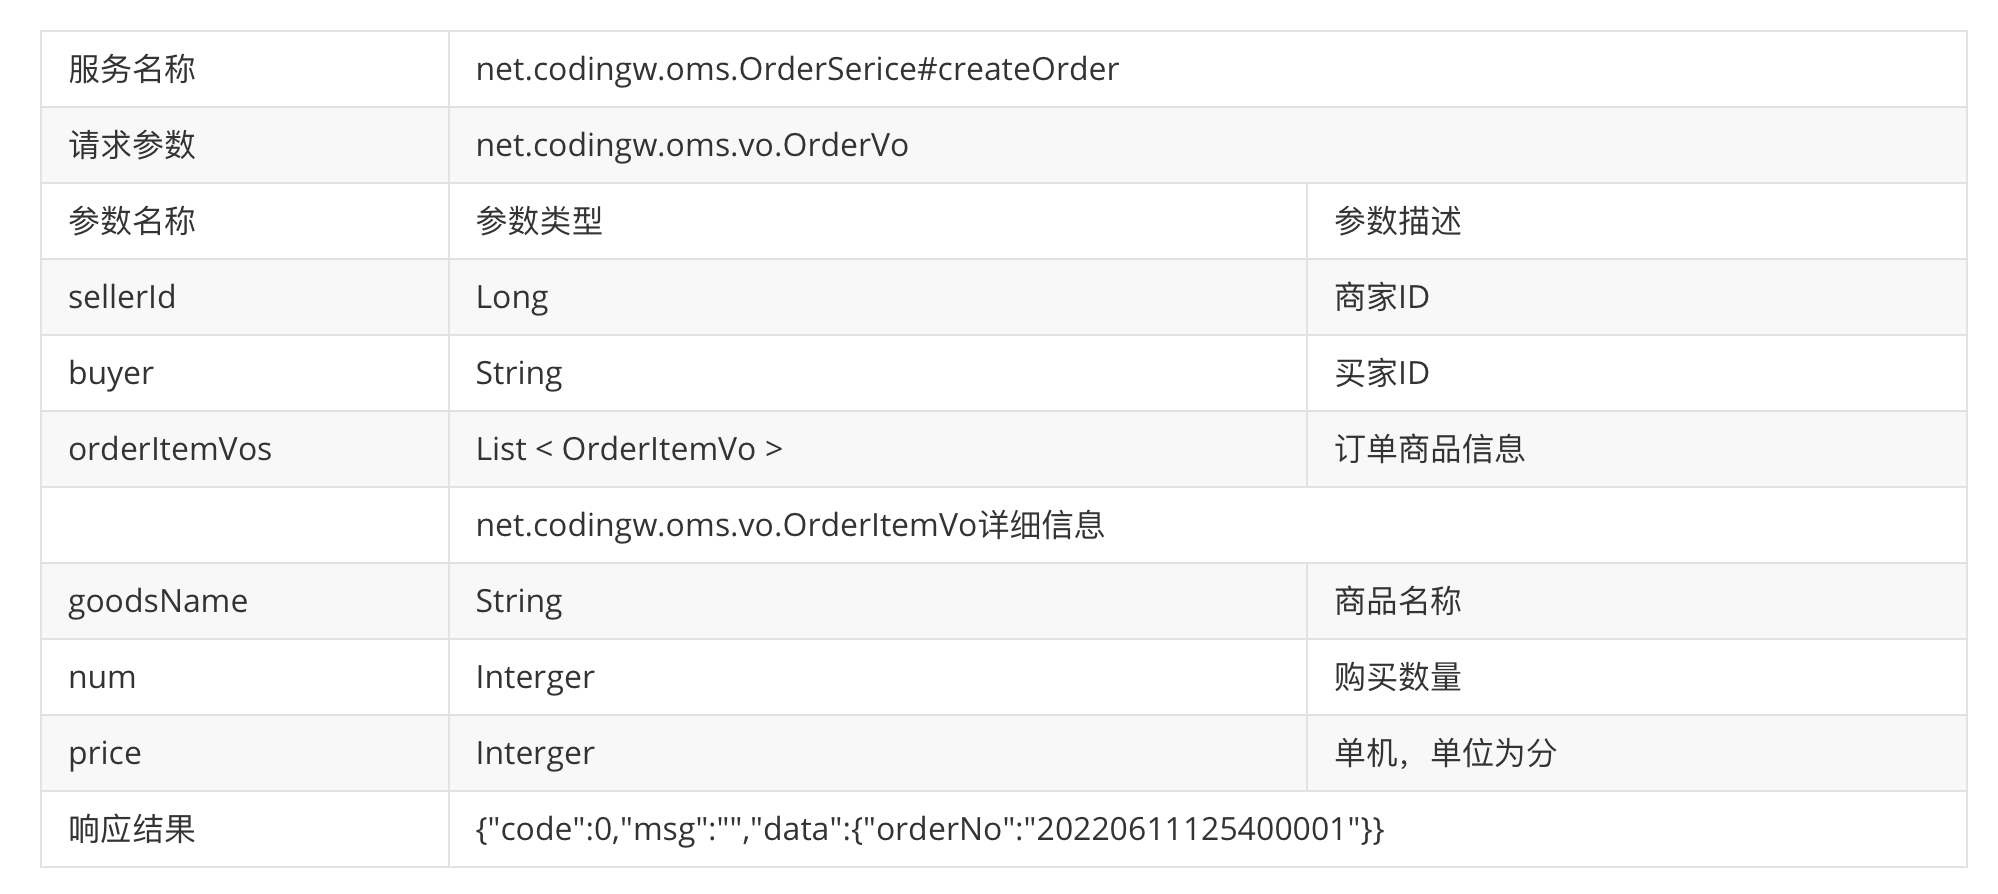 服务名称 net.codingw.oms.OrderSerice#createOrder
请求参数 net.codingw.oms.vo.OrderVo
参数名称 参数类型 参数描述
sellerId Long 商家ID
buyer String 买家ID
orderItemVos List < OrderItemVo > 订单商品信息
net.codingw.oms.vo.OrderItemVo详细信息
goodsName String 商品名称
num Interger 购买数量
price Interger 单机，单位为分
响应结果 {"code":0,"msg":"","data":{"orderNo":"20220611125400001"}}